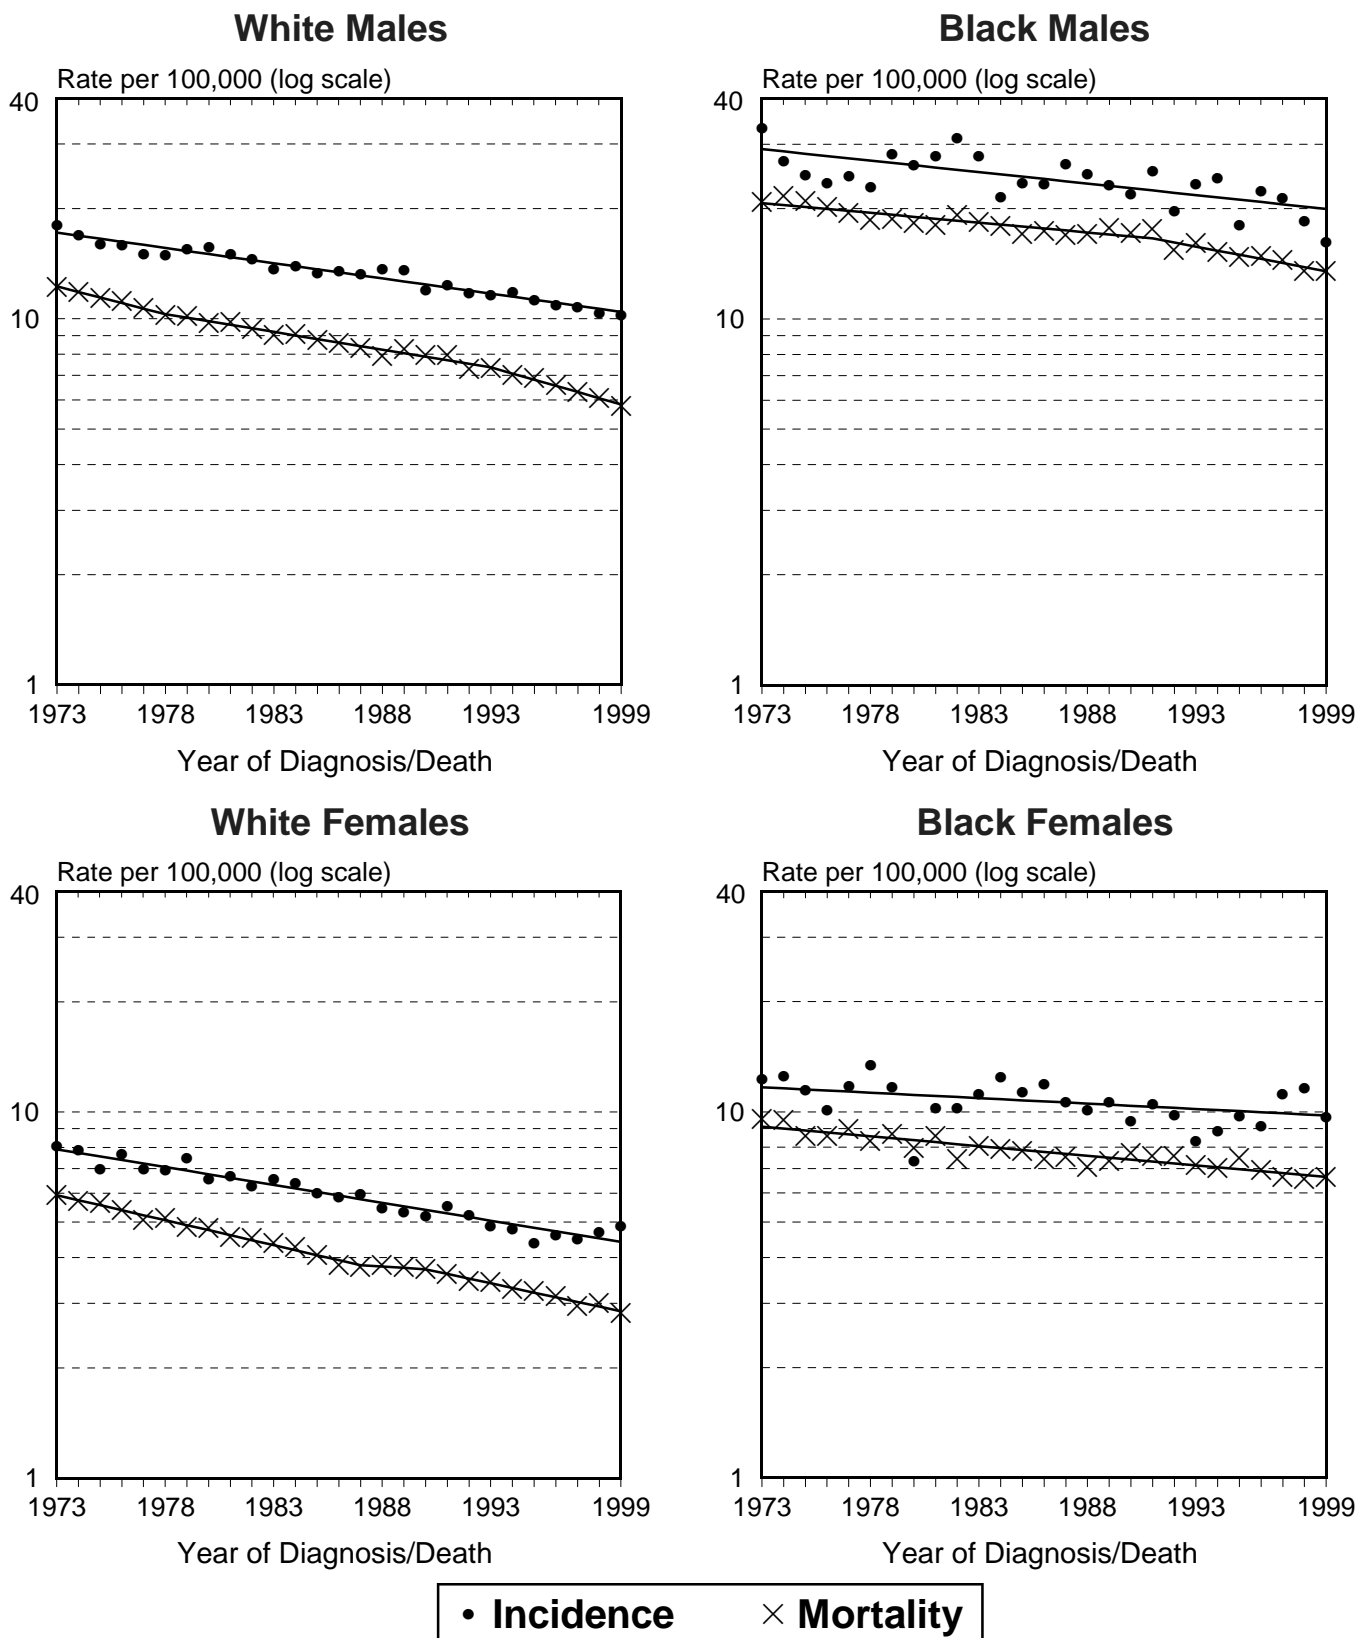 White Males
Black Males
Rate per 100,000 (log scale)
Rate per 100,000 (log scale)
40
40
10
10
1
1
1973 1978 1983 1988 1993 1999
1973 1978 1983 1988 1993 1999
Year of Diagnosis/Death
Year of Diagnosis/Death
White Females
Black Females
Rate per 100,000 (log scale)
Rate per 100,000 (log scale)
40
40
10
10
1
1
1973 1978 1983 1988 1993 1999
1973 1978 1983 1988 1993 1999
Year of Diagnosis/Death
Year of Diagnosis/Death
Incidence Mortality